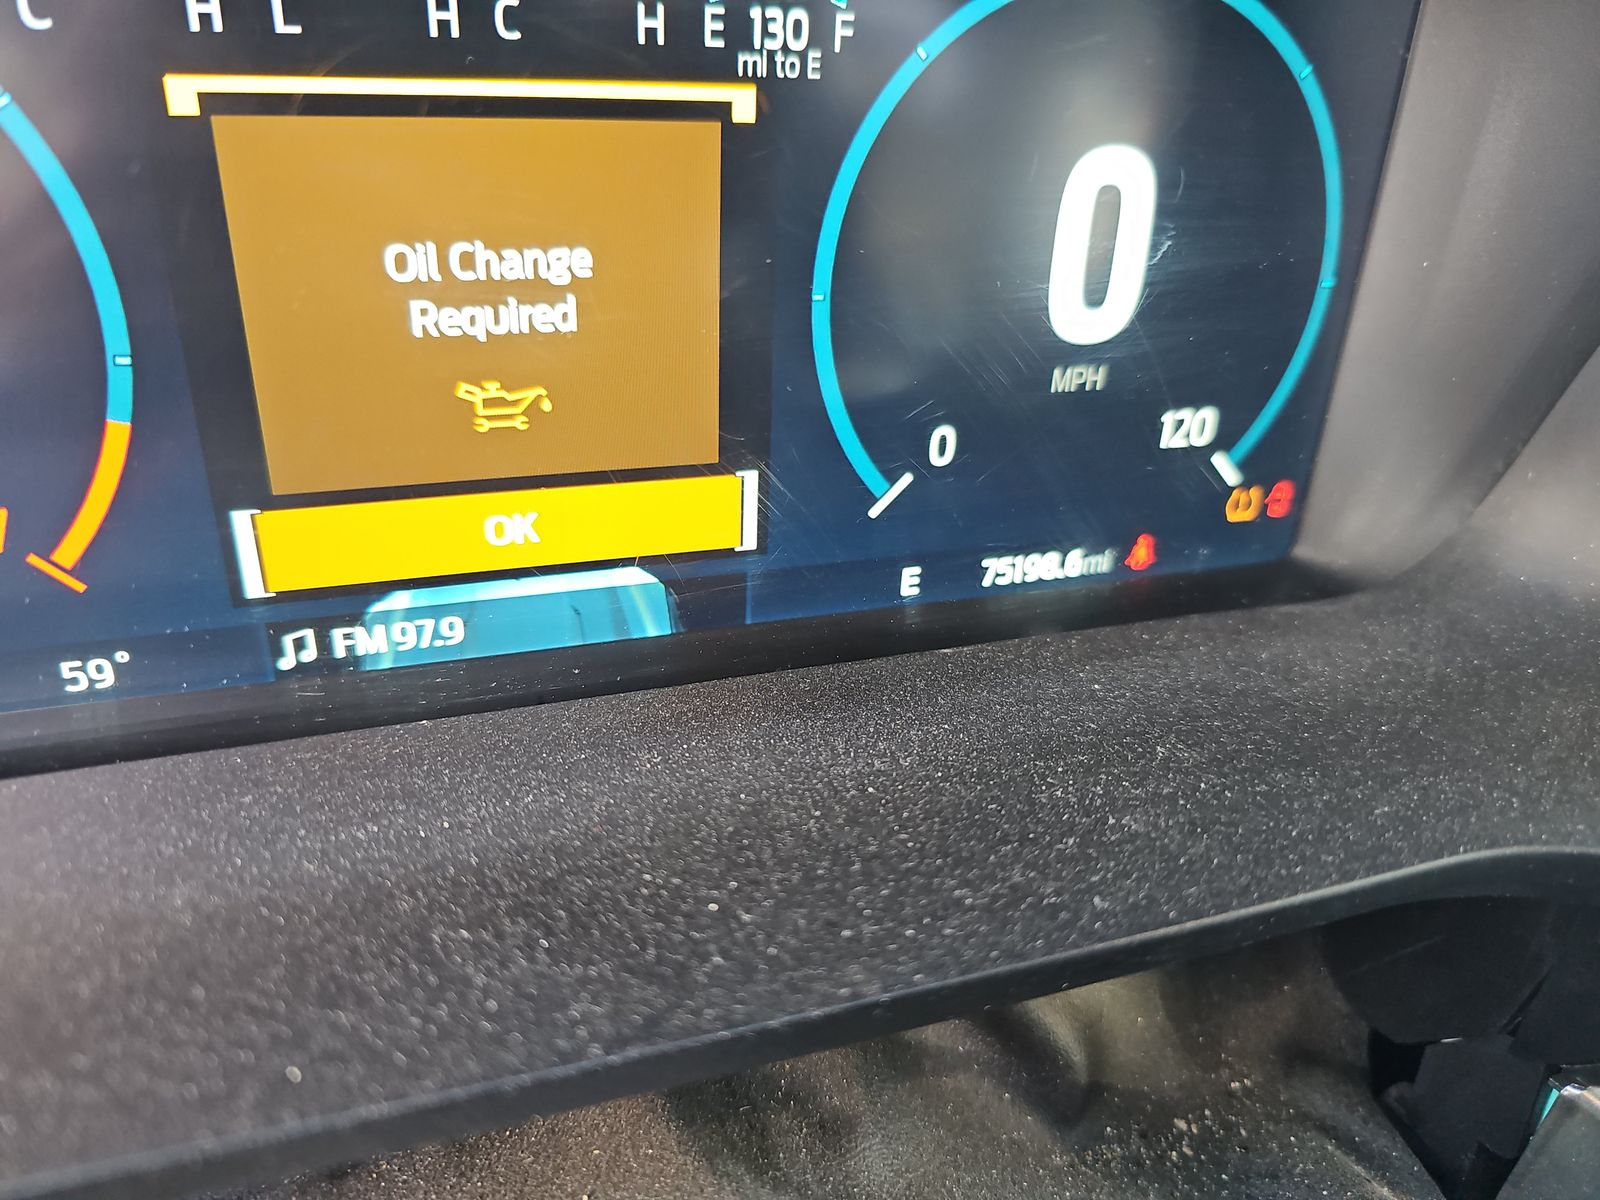 C H L H C H E 130 F
mi to E
Oil Change
Required
OK
0
MPH
0 120
E 75198.6mi
FM 97.9
59°